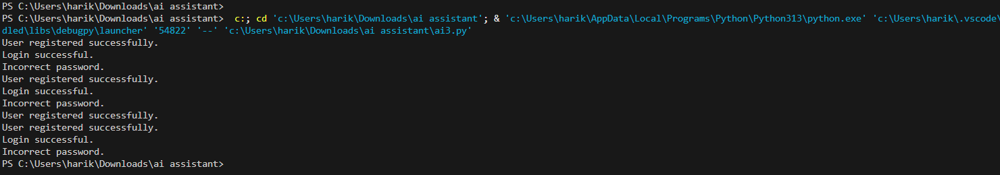 PS C:\Users\harik\Downloads\ai assistant>
PS C:\Users\harik\Downloads\ai assistant>  c:; cd 'c:\Users\harik\Downloads\ai assistant'; & 'c:\Users\harik\AppData\Local\Programs\Python\Python313\python.exe' 'c:\Users\harik\.vscode\
dled\libs\debugpy\launcher' '54822' '--' 'c:\Users\harik\Downloads\ai assistant\ai3.py'
User registered successfully.
Login successful.
Incorrect password.
User registered successfully.
Login successful.
Incorrect password.
User registered successfully.
User registered successfully.
Login successful.
Incorrect password.
PS C:\Users\harik\Downloads\ai assistant>